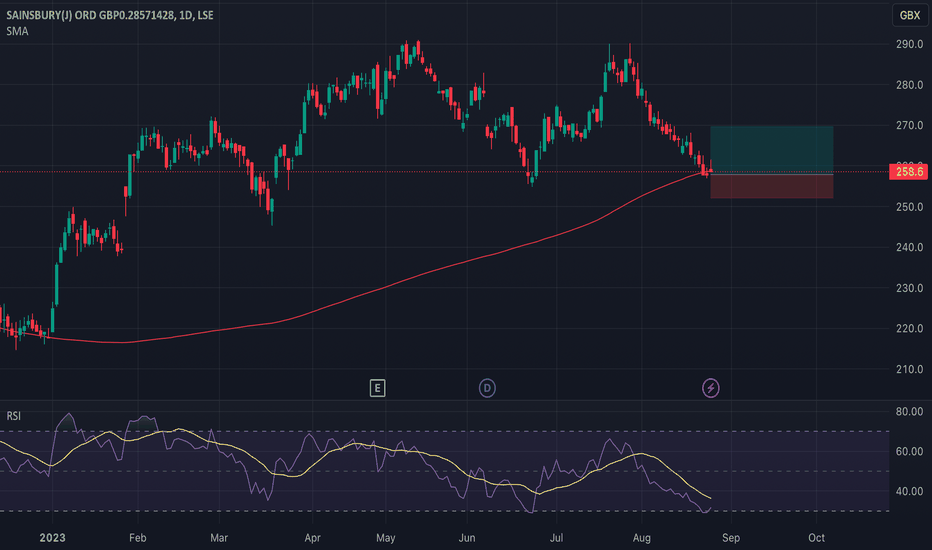 SAINSBURY(J) ORD GBP0.28571428, 1D, LSE
GBX
SMA
290.0
280.0
270.0
258.6
250.0
240.0
230.0
220.0
210.0
E
D
RSI
80.00
60.00
40.00
2023 Feb Mar Apr May Jun Jul Aug Sep Oct